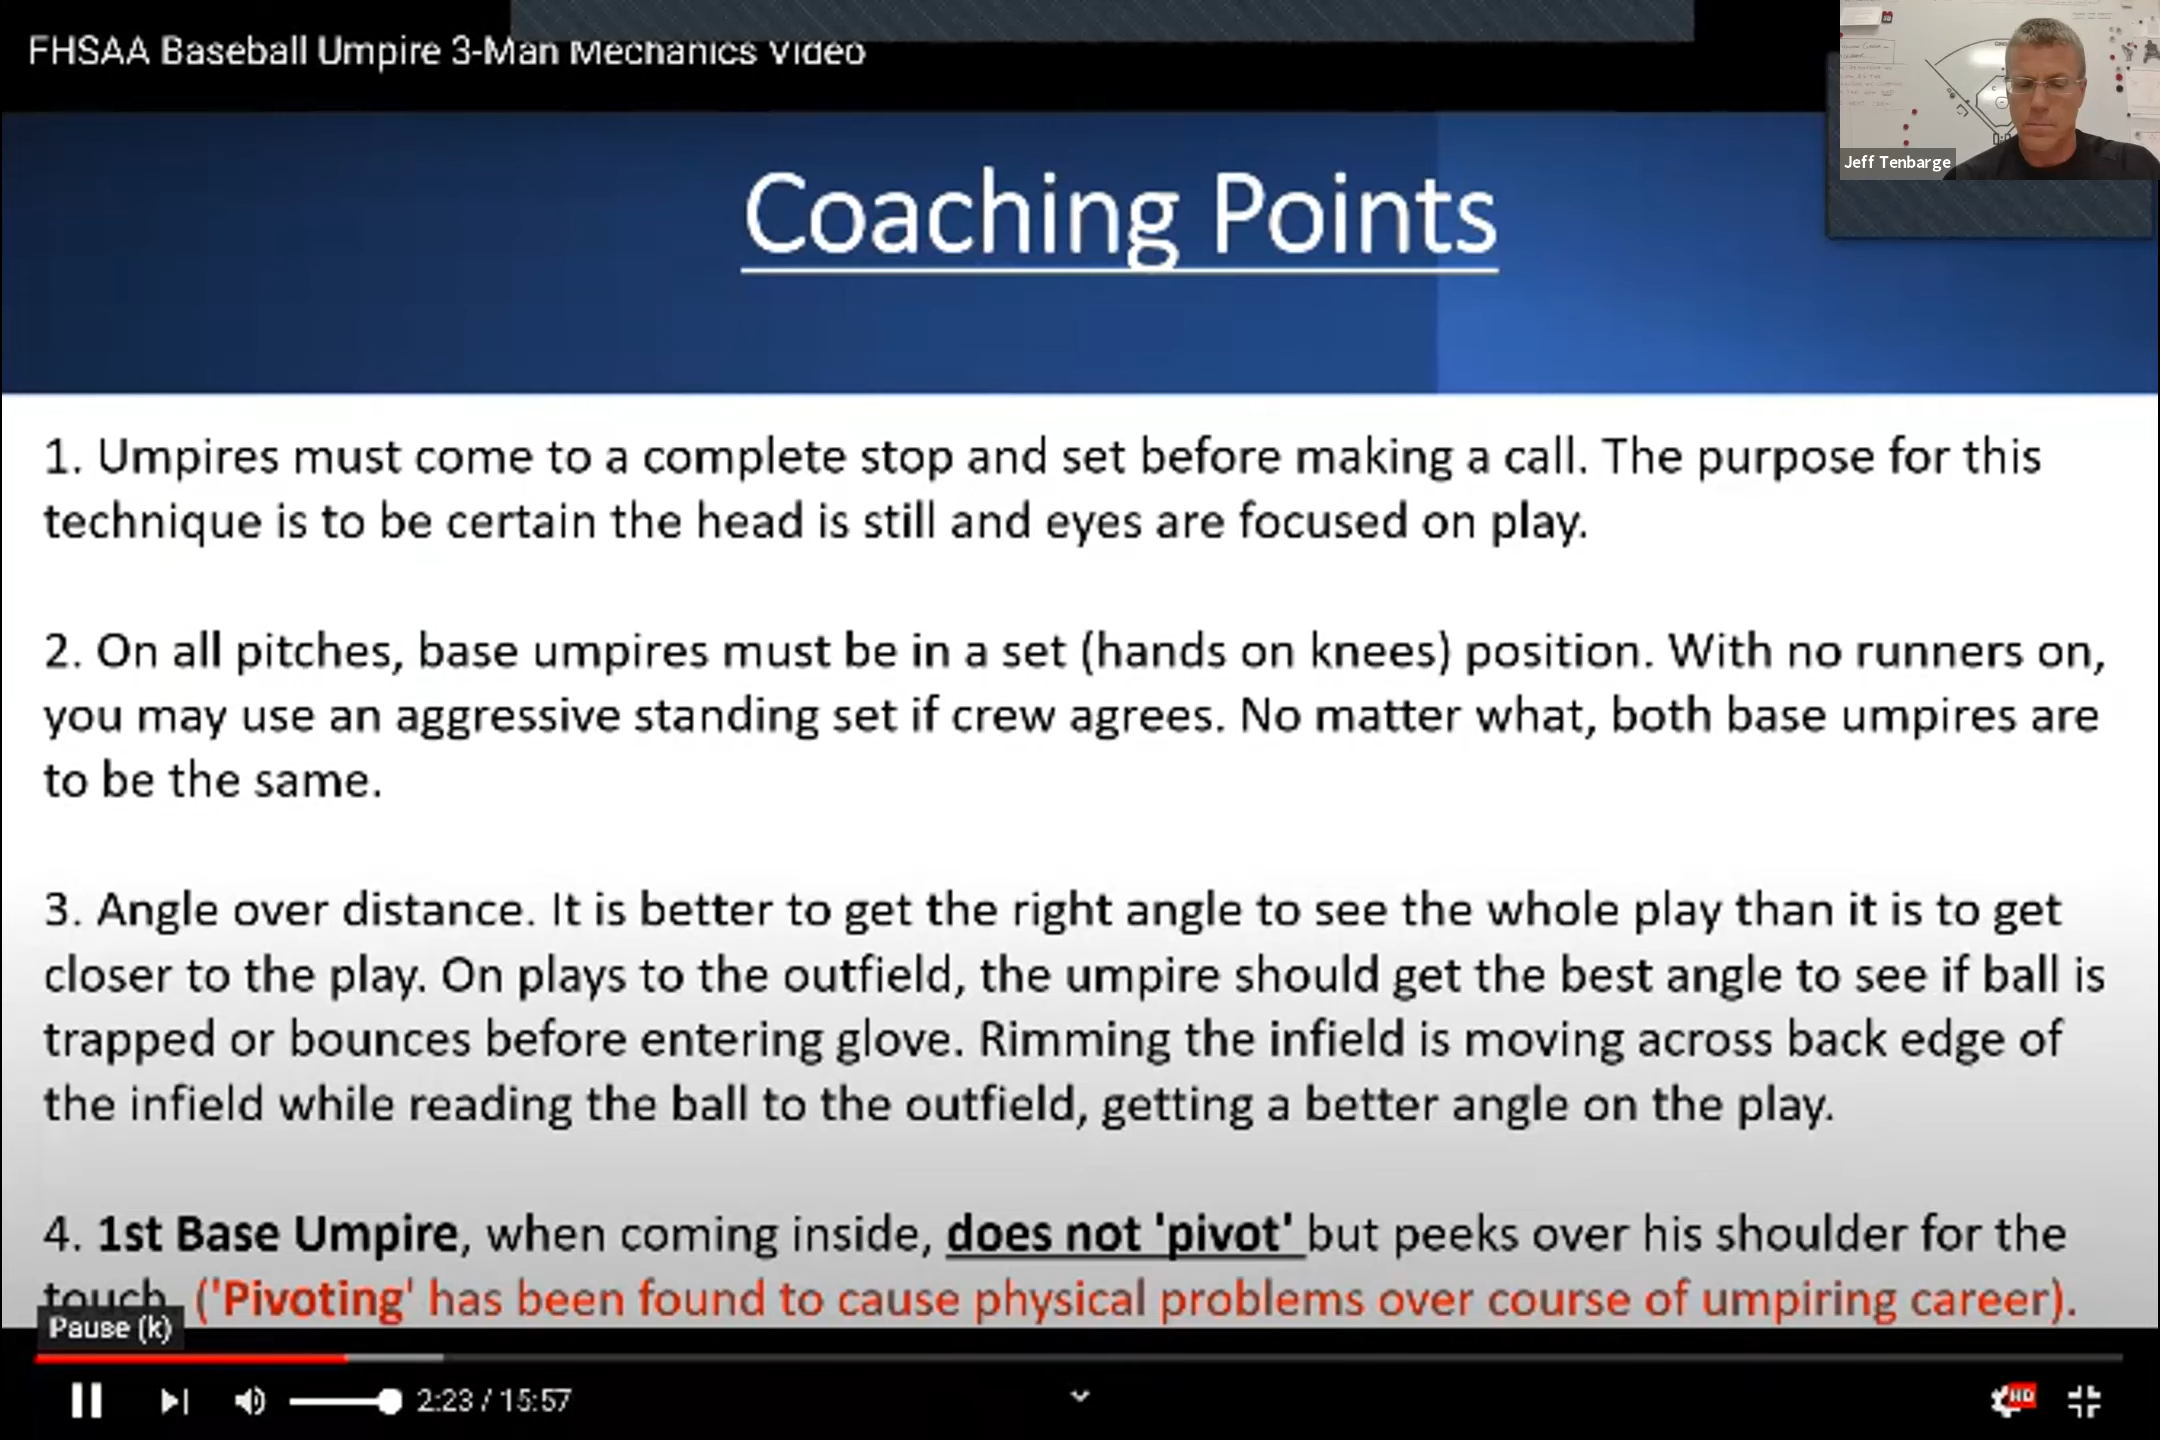 FHSAA Baseball Umpire 3-Man Mechanics Video
Jeff Tenbarge
Coaching Points
1. Umpires must come to a complete stop and set before making a call. The purpose for this
technique is to be certain the head is still and eyes are focused on play.
2. On all pitches, base umpires must be in a set (hands on knees) position. With no runners on,
you may use an aggressive standing set if crew agrees. No matter what, both base umpires are
to be the same.
3. Angle over distance. It is better to get the right angle to see the whole play than it is to get
closer to the play. On plays to the outfield, the umpire should get the best angle to see if ball is
trapped or bounces before entering glove. Rimming the infield is moving across back edge of
the infield while reading the ball to the outfield, getting a better angle on the play.
4. 1st Base Umpire, when coming inside, does not 'pivot' but peeks over his shoulder for the
touch. ('Pivoting' has been found to cause physical problems over course of umpiring career).
Pause (k)
2:23 / 15:57
HD